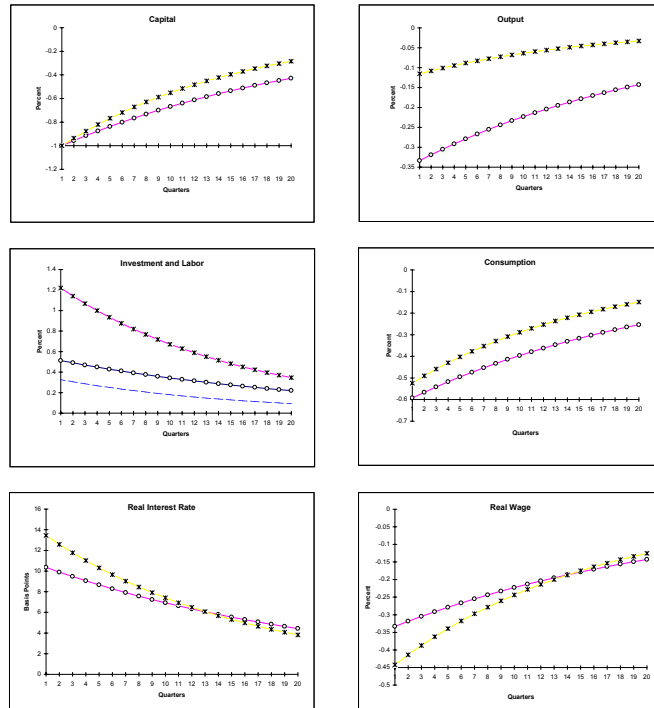 Capital
Percent
0
-0.2
-0.4
-0.6
-0.8
-1
-1.2
1 2 3 4 5 6 7 8 9 10 11 12 13 14 15 16 17 18 19 20
Quarters
Output
Percent
0
-0.05
-0.1
-0.15
-0.2
-0.25
-0.3
-0.35
1 2 3 4 5 6 7 8 9 10 11 12 13 14 15 16 17 18 19 20
Quarters
Investment and Labor
Percent
1.4
1.2
1
0.8
0.6
0.4
0.2
0
1 2 3 4 5 6 7 8 9 10 11 12 13 14 15 16 17 18 19 20
Quarters
Consumption
Percent
0
-0.1
-0.2
-0.3
-0.4
-0.5
-0.6
-0.7
1 2 3 4 5 6 7 8 9 10 11 12 13 14 15 16 17 18 19 20
Quarters
Real Interest Rate
Basis Points
16
14
12
10
8
6
4
2
0
1 2 3 4 5 6 7 8 9 10 11 12 13 14 15 16 17 18 19 20
Quarters
Real Wage
Percent
0
-0.05
-0.1
-0.15
-0.2
-0.25
-0.3
-0.35
-0.4
-0.45
-0.5
1 2 3 4 5 6 7 8 9 10 11 12 13 14 15 16 17 18 19 20
Quarters